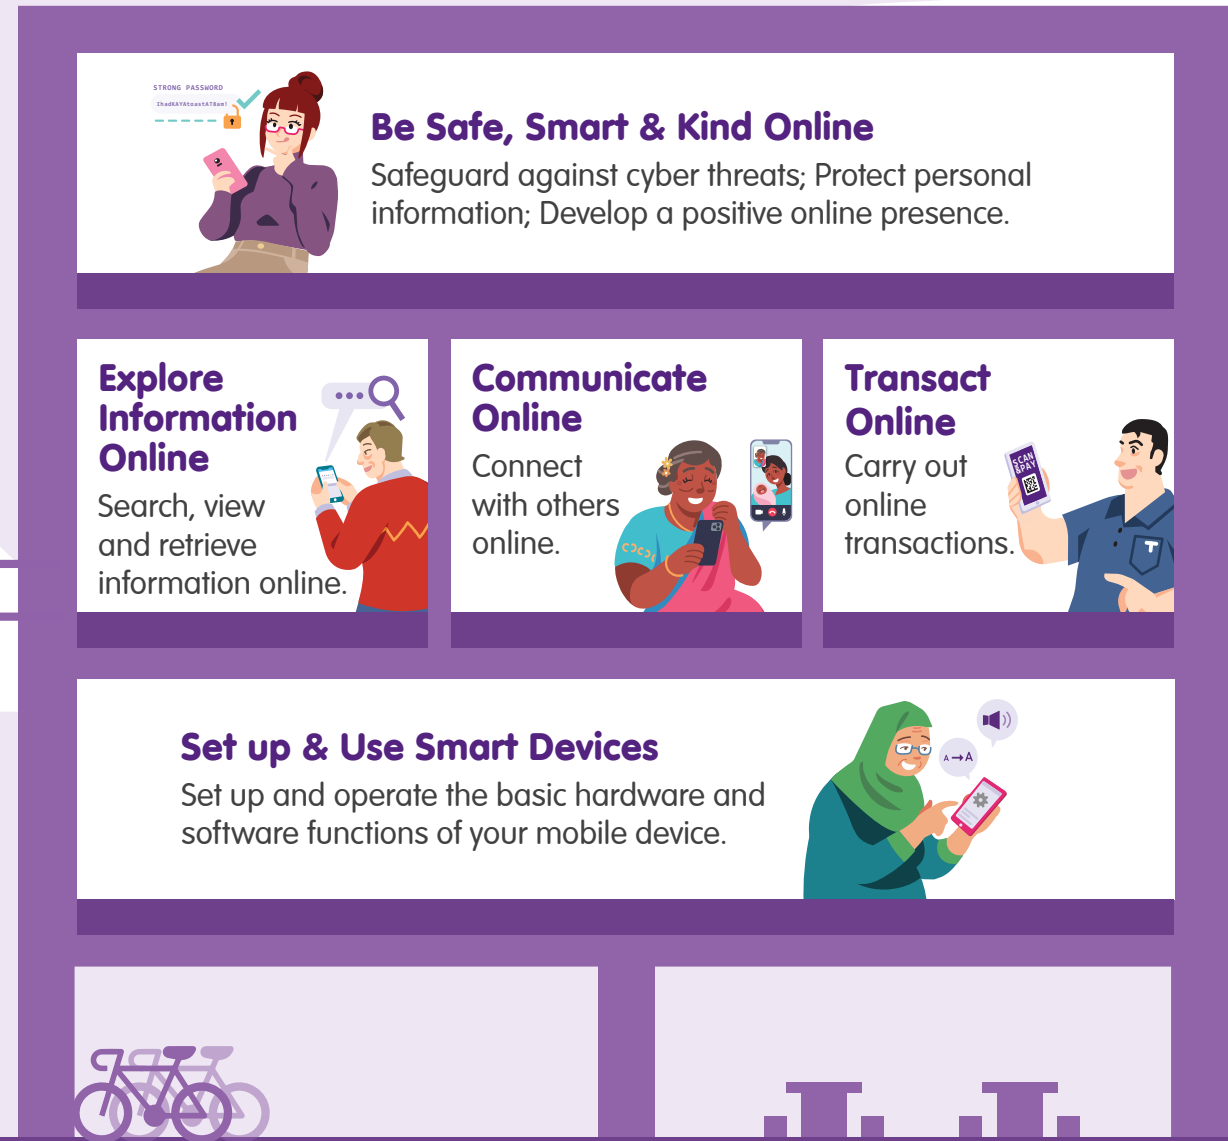 STRONG PASSWORD
IhadKAYAtoastAT8am!
Be Safe, Smart & Kind Online
Safeguard against cyber threats; Protect personal
information; Develop a positive online presence.
Explore
Information
Online
Search, view
and retrieve
information online.
Communicate
Online
Connect
with others
online.
Transact
Online
Carry out
online
transactions.
SCAN
&PAY
T
Set up & Use Smart Devices
Set up and operate the basic hardware and
software functions of your mobile device.
A→A